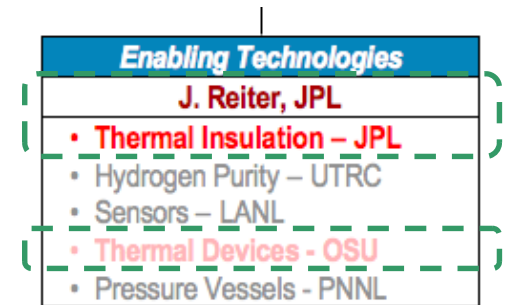 Enabling Technologies
J. Reiter, JPL
• Thermal Insulation – JPL
• Hydrogen Purity – UTRC
• Sensors – LANL
• Thermal Devices - OSU
• Pressure Vessels - PNNL